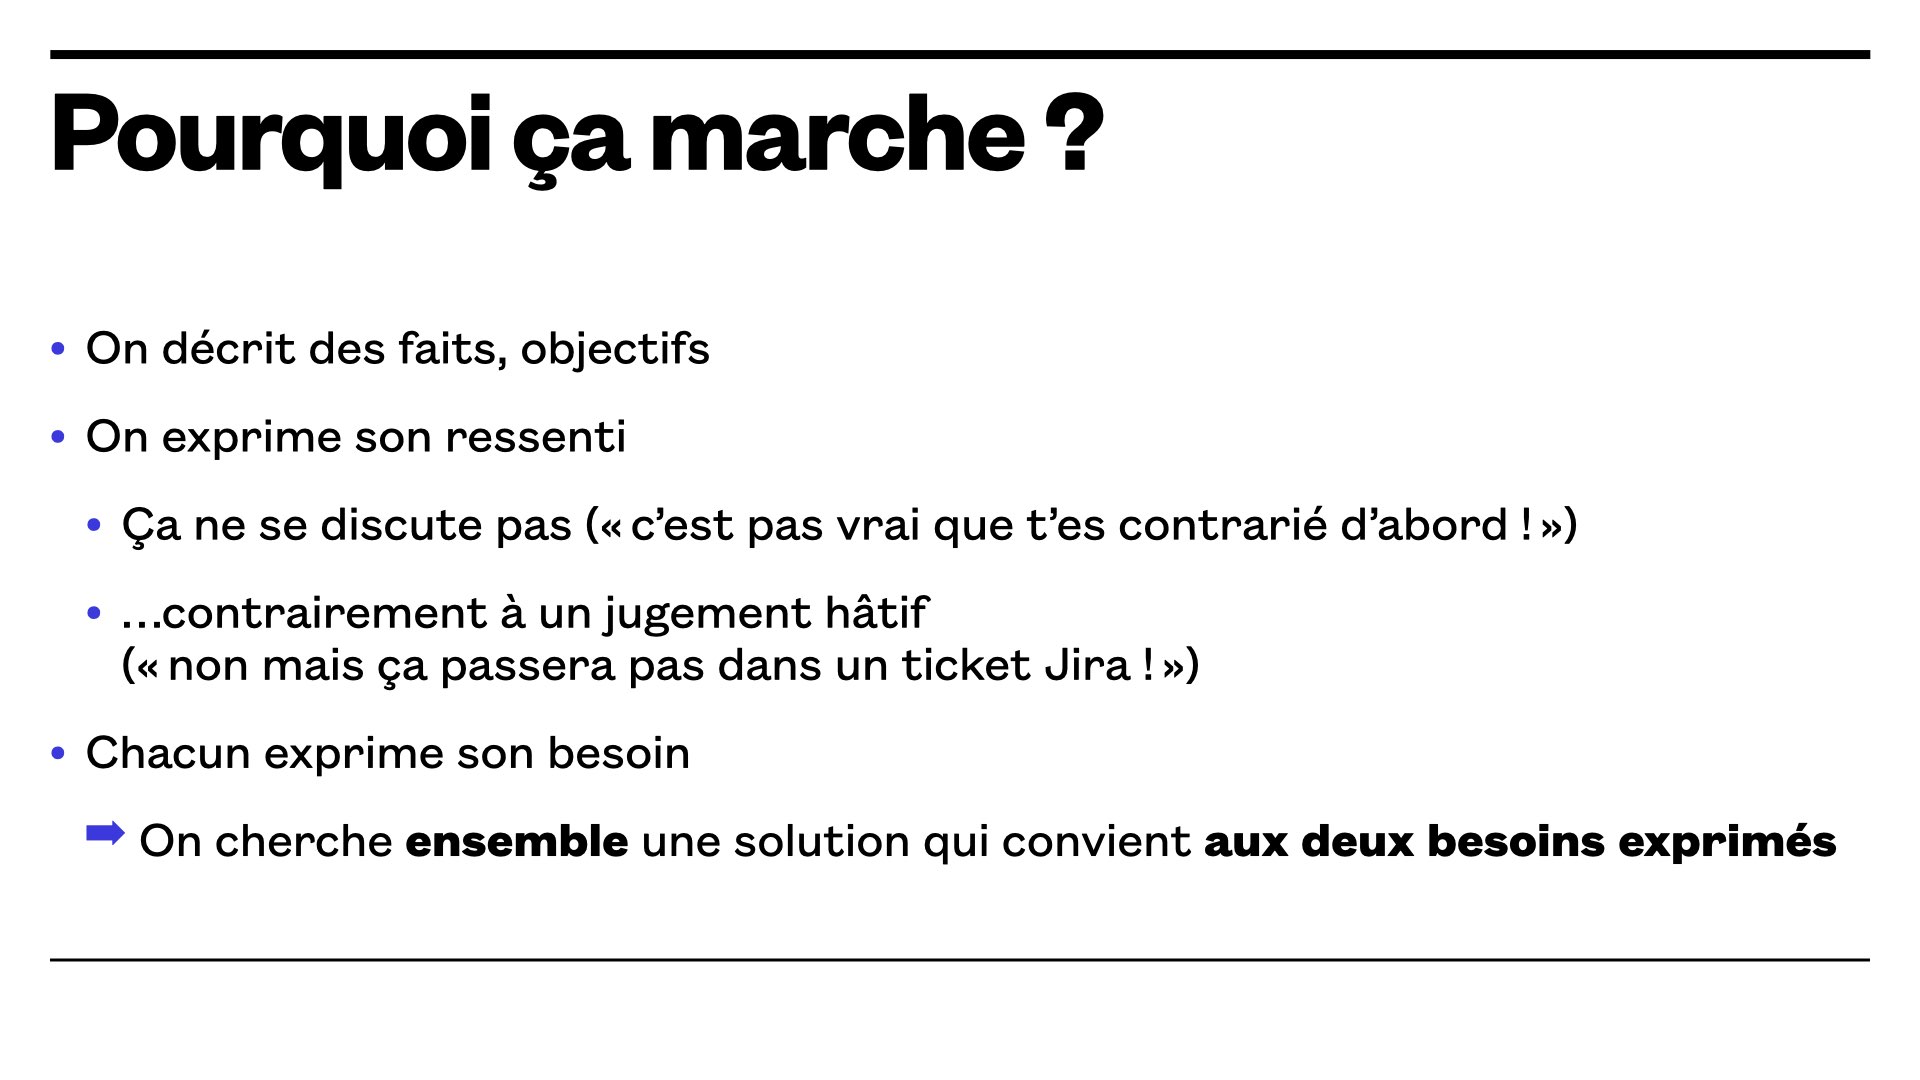 Pourquoi ça marche ?
• On décrit des faits, objectifs
• On exprime son ressenti
• Ça ne se discute pas (« c’est pas vrai que t’es contrarié d’abord ! »)
• …contrairement à un jugement hâtif
(« non mais ça passera pas dans un ticket Jira ! »)
• Chacun exprime son besoin
➡ On cherche ensemble une solution qui convient aux deux besoins exprimés